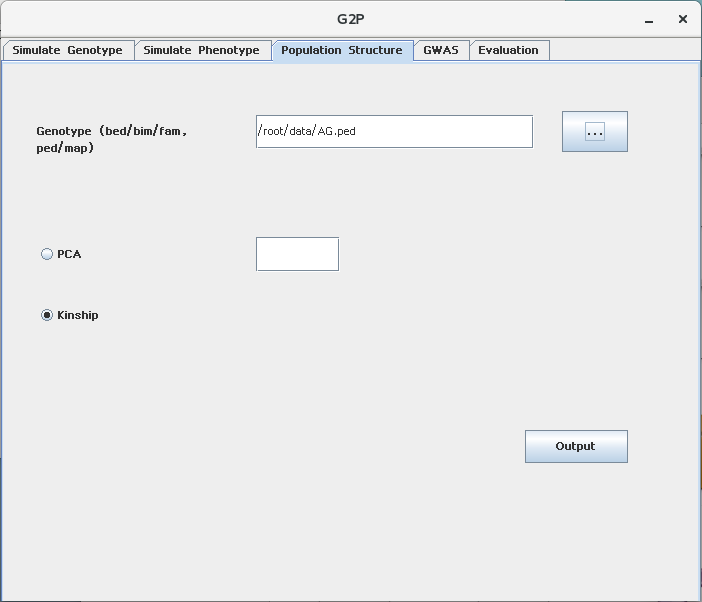 G2P
Simulate Genotype Simulate Phenotype Population Structure GWAS Evaluation
Genotype (bed/bim/fam,
ped/map)
/root/data/AG.ped
...
PCA
Kinship
Output